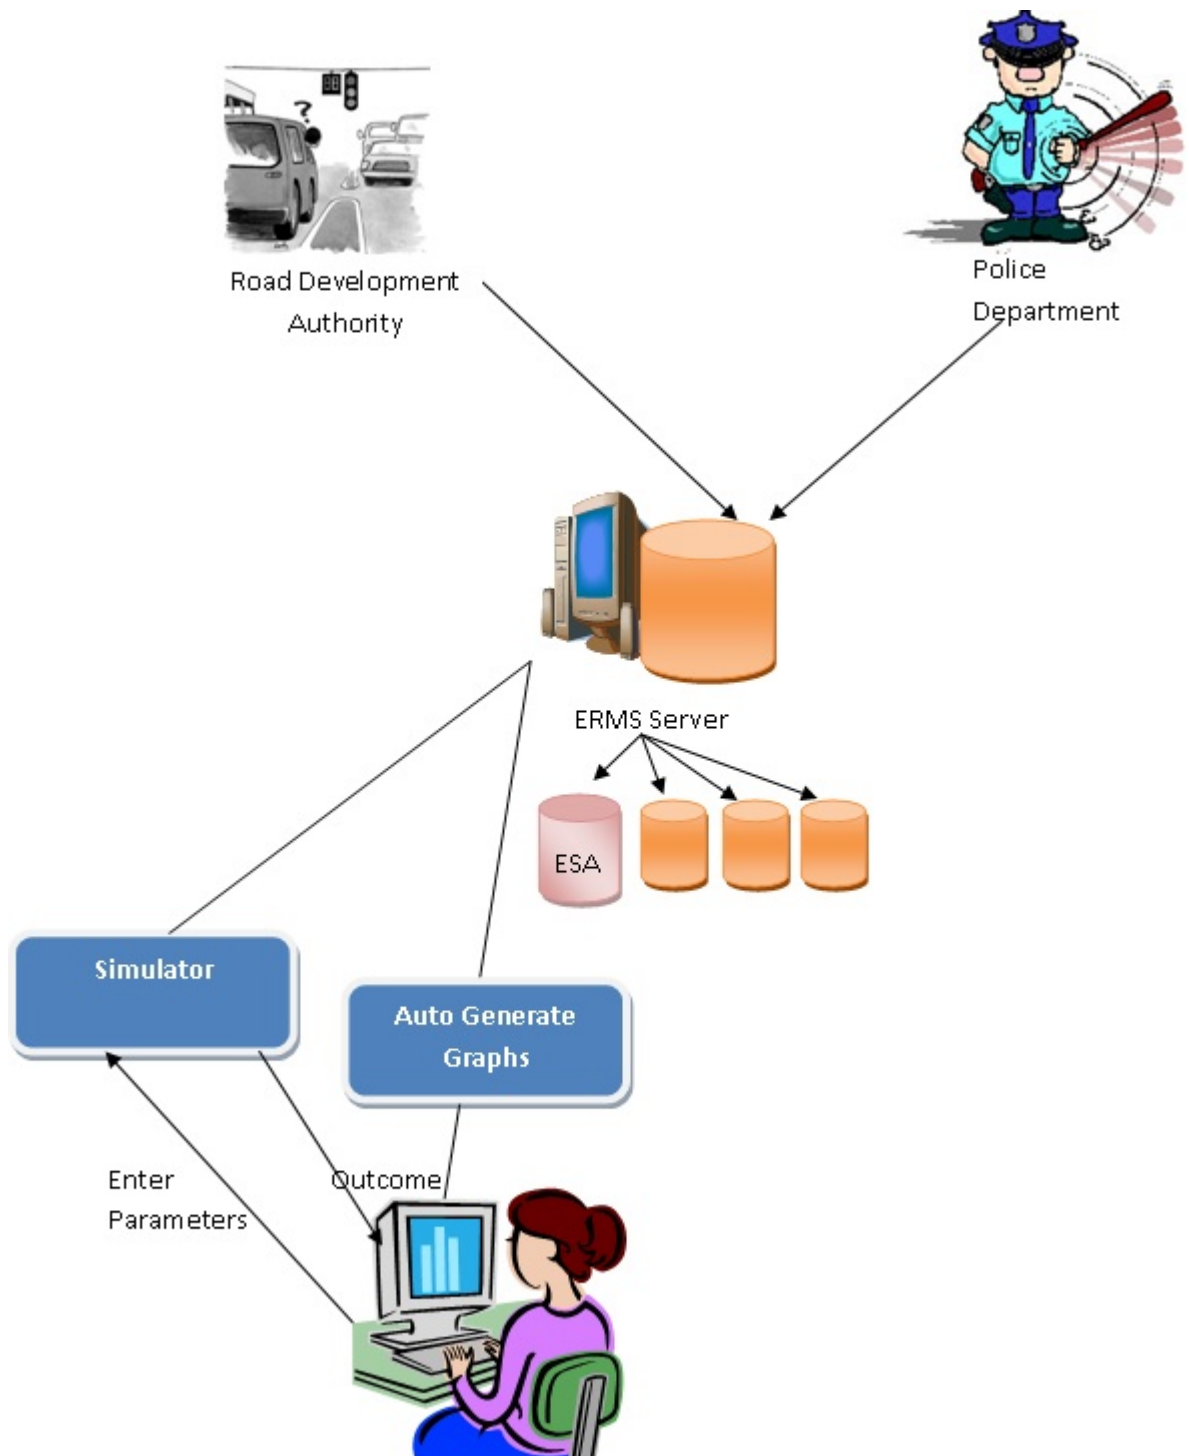 Road Development
Authority
Police
Department
ERMS Server
ESA
Simulator
Auto Generate
Graphs
Enter
Parameters
Outcome
?